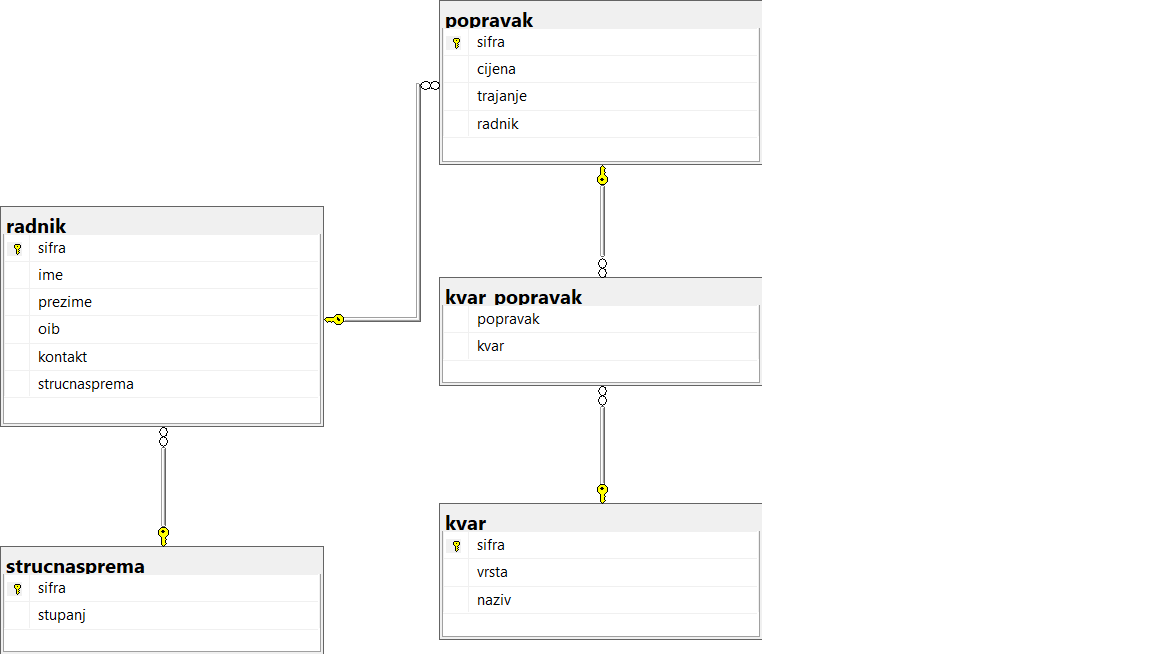 popravak
sifra
cijena
trajanje
radnik
radnik
sifra
ime
prezime
oib
kontakt
strucnasprema
kvar_popravak
popravak
kvar
kvar
sifra
vrsta
naziv
strucnasprema
sifra
stupanj